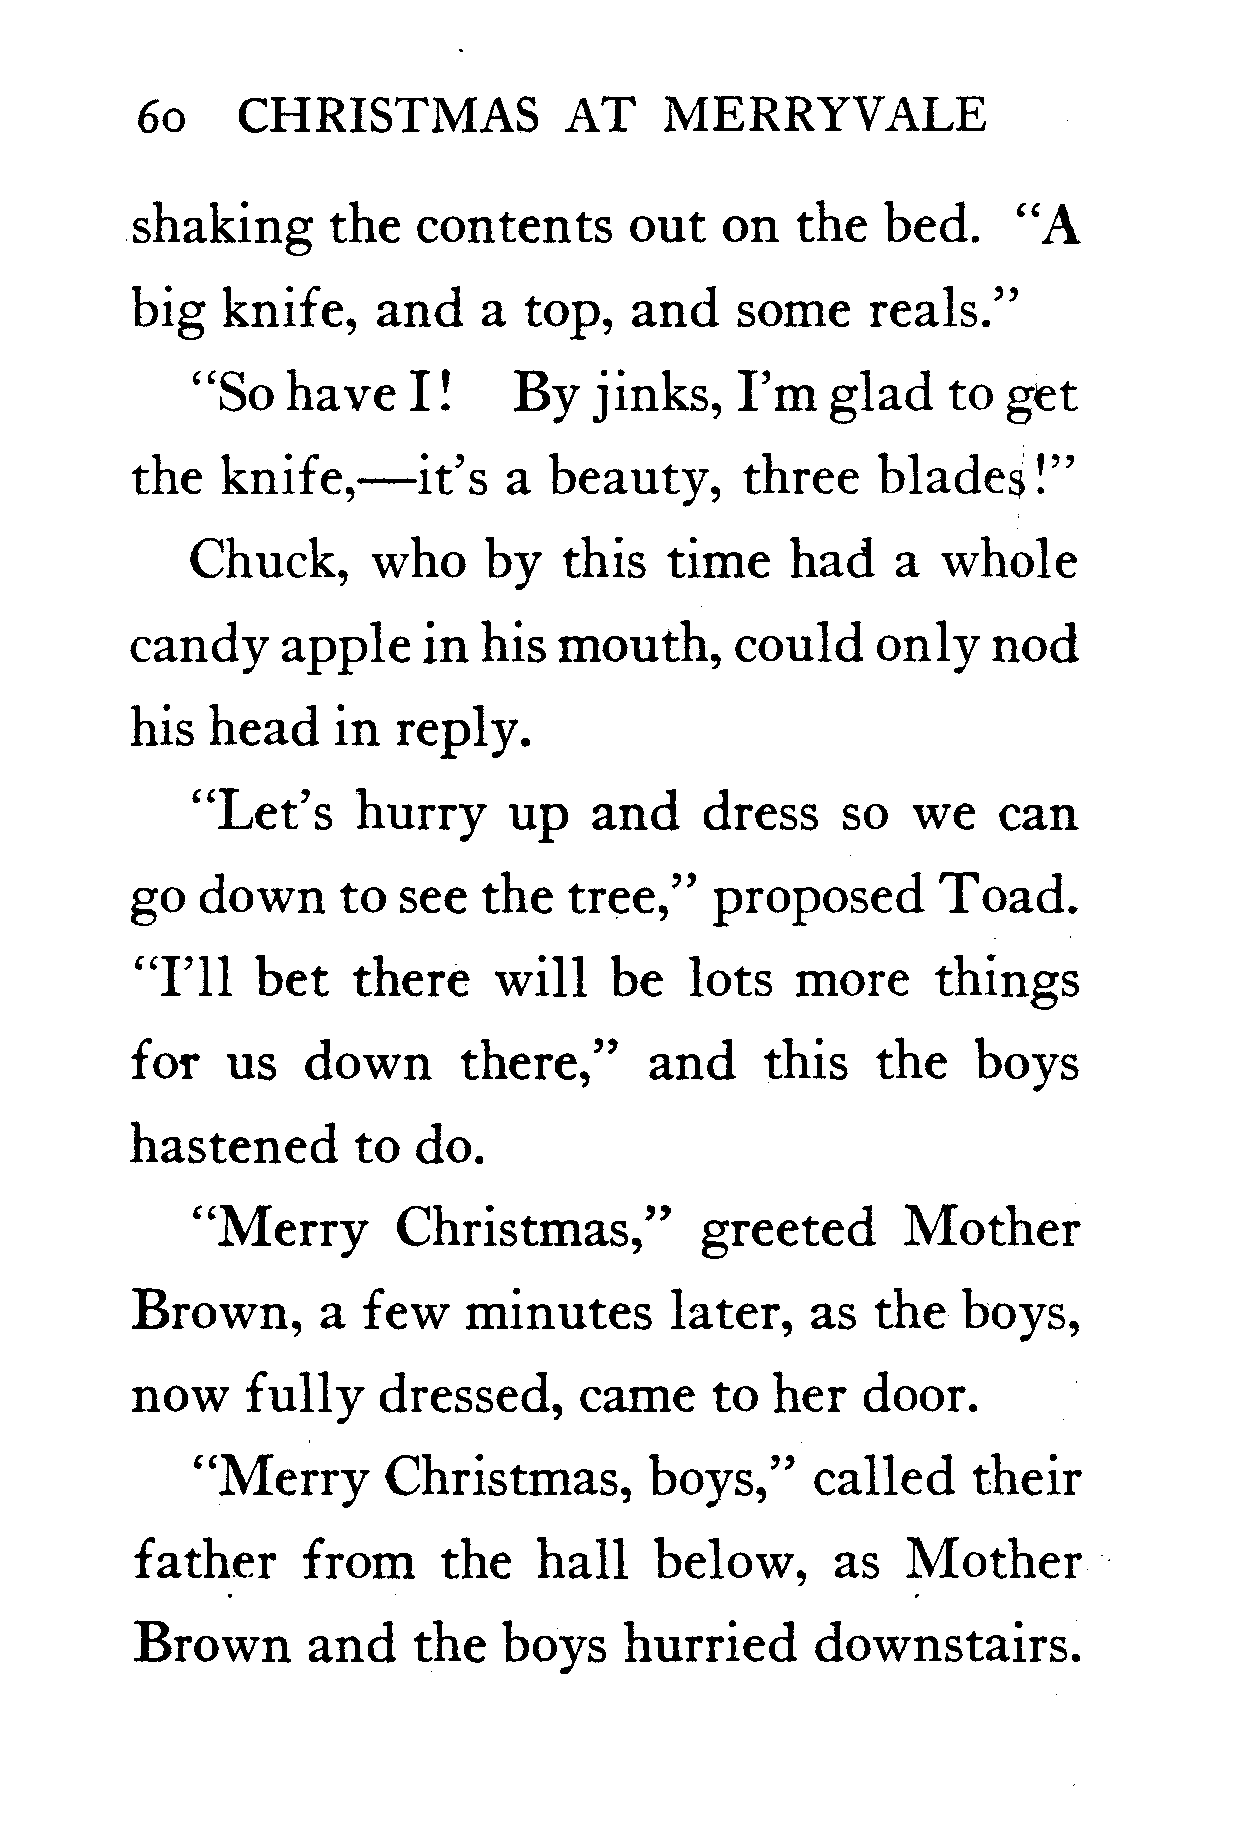 60 CHRISTMAS AT MERRYVALE
shaking the contents out on the bed. "A
big knife, and a top, and some reals."
"So have I! By jinks, I'm glad to get
the knife,—it's a beauty, three blades!"
Chuck, who by this time had a whole
candy apple in his mouth, could only nod
his head in reply.
"Let's hurry up and dress so we can
go down to see the tree," proposed Toad.
"I'll bet there will be lots more things
for us down there," and this the boys
hastened to do.
"Merry Christmas," greeted Mother
Brown, a few minutes later, as the boys,
now fully dressed, came to her door.
"Merry Christmas, boys," called their
father from the hall below, as Mother
Brown and the boys hurried downstairs.